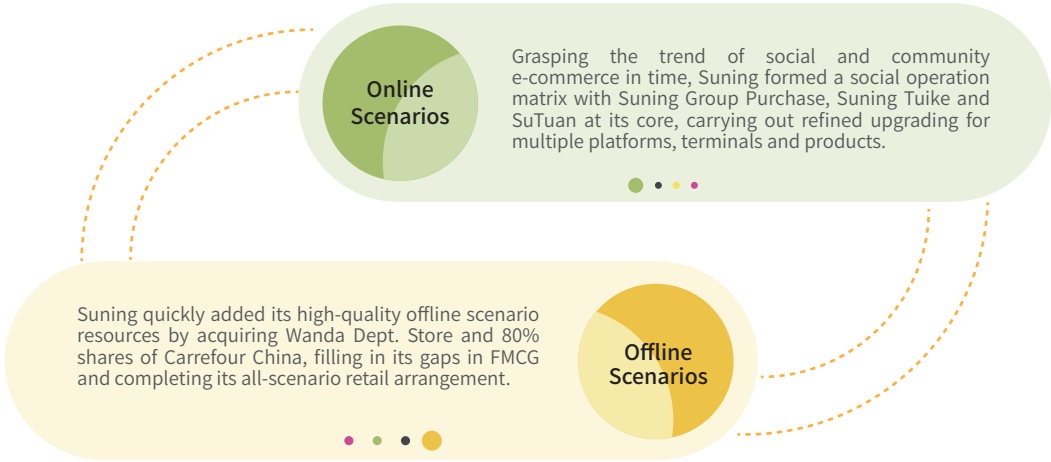 Online
Scenarios
Grasping the trend of social and community
e-commerce in time, Suning formed a social operation
matrix with Suning Group Purchase, Suning Tuike and
SuTuan at its core, carrying out refined upgrading for
multiple platforms, terminals and products.
Suning quickly added its high-quality offline scenario
resources by acquiring Wanda Dept. Store and 80%
shares of Carrefour China, filling in its gaps in FMCG
and completing its all-scenario retail arrangement.
Offline
Scenarios